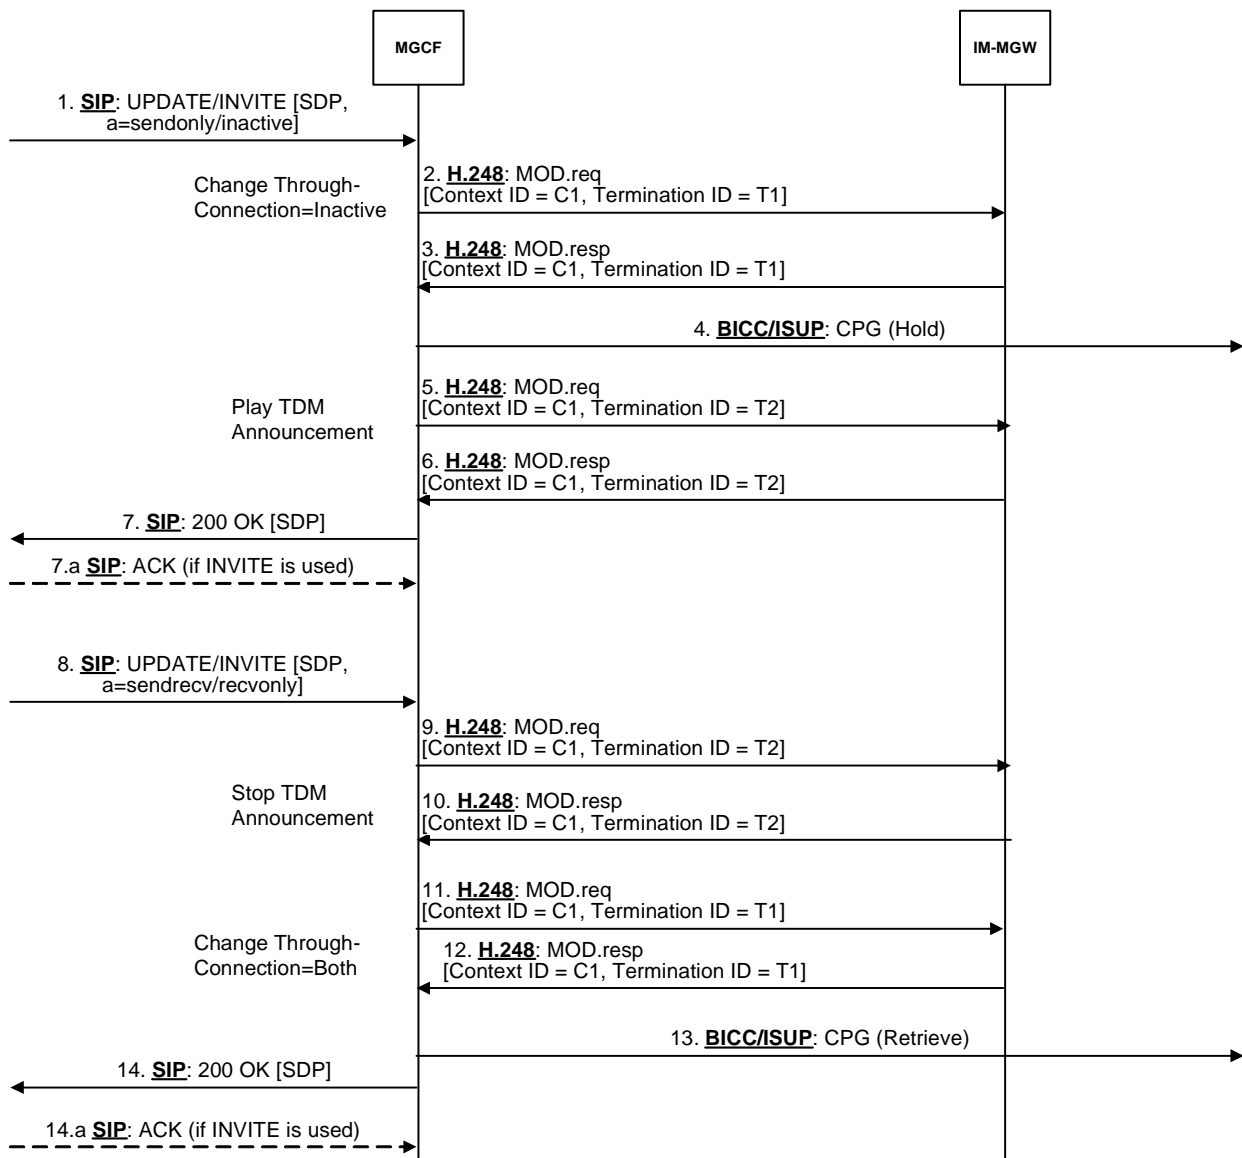 MGCF
IM-MGW
1. SIP: UPDATE/INVITE [SDP,
a=sendonly/inactive]
Change Through-
Connection=Inactive
2. H.248: MOD.req
[Context ID = C1, Termination ID = T1]
3. H.248: MOD.resp
[Context ID = C1, Termination ID = T1]
4. BICC/ISUP: CPG (Hold)
Play TDM
Announcement
5. H.248: MOD.req
[Context ID = C1, Termination ID = T2]
6. H.248: MOD.resp
[Context ID = C1, Termination ID = T2]
7. SIP: 200 OK [SDP]
7.a SIP: ACK (if INVITE is used)
8. SIP: UPDATE/INVITE [SDP,
a=sendrecv/recvonly]
9. H.248: MOD.req
[Context ID = C1, Termination ID = T2]
Stop TDM
Announcement
10. H.248: MOD.resp
[Context ID = C1, Termination ID = T2]
11. H.248: MOD.req
[Context ID = C1, Termination ID = T1]
Change Through-
Connection=Both
12. H.248: MOD.resp
[Context ID = C1, Termination ID = T1]
13. BICC/ISUP: CPG (Retrieve)
14. SIP: 200 OK [SDP]
14.a SIP: ACK (if INVITE is used)